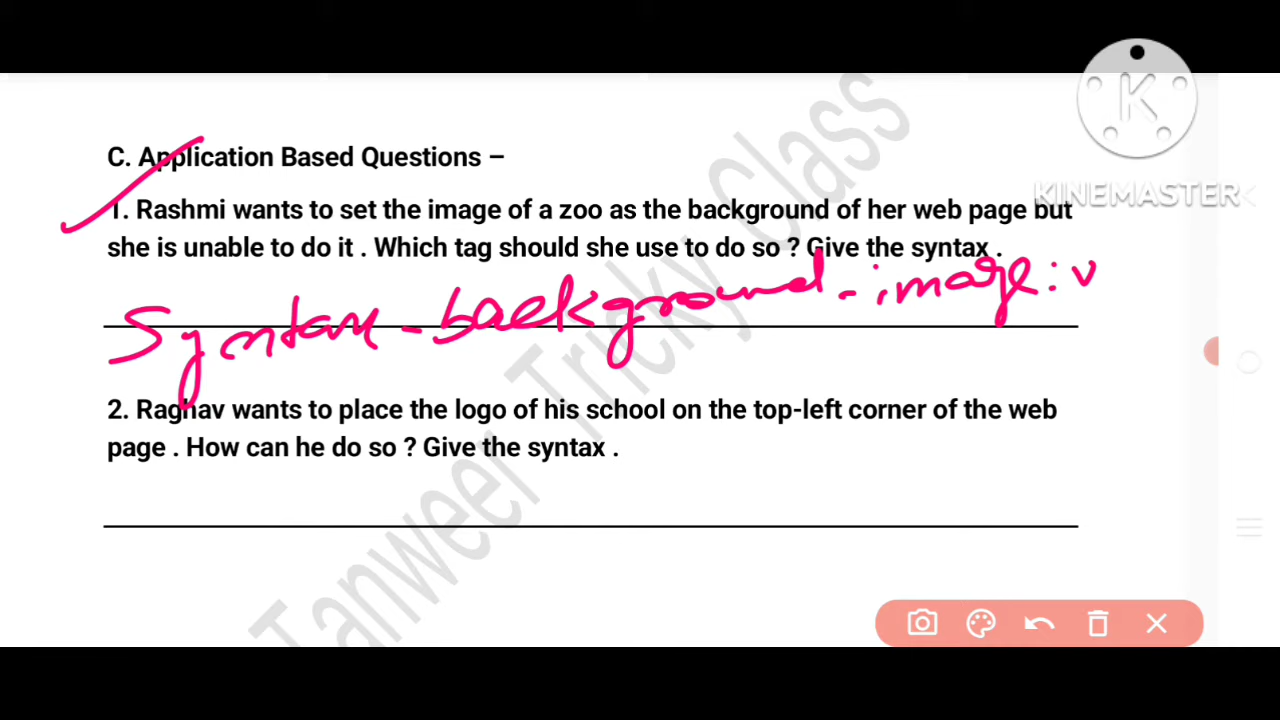 KINEMASTER
C. Application Based Questions –
1. Rashmi wants to set the image of a zoo as the background of her web page but
she is unable to do it . Which tag should she use to do so ? Give the syntax .
Syntax - background - image : v
2. Raghav wants to place the logo of his school on the top-left corner of the web
page . How can he do so ? Give the syntax .
Tanweer Tricky Class